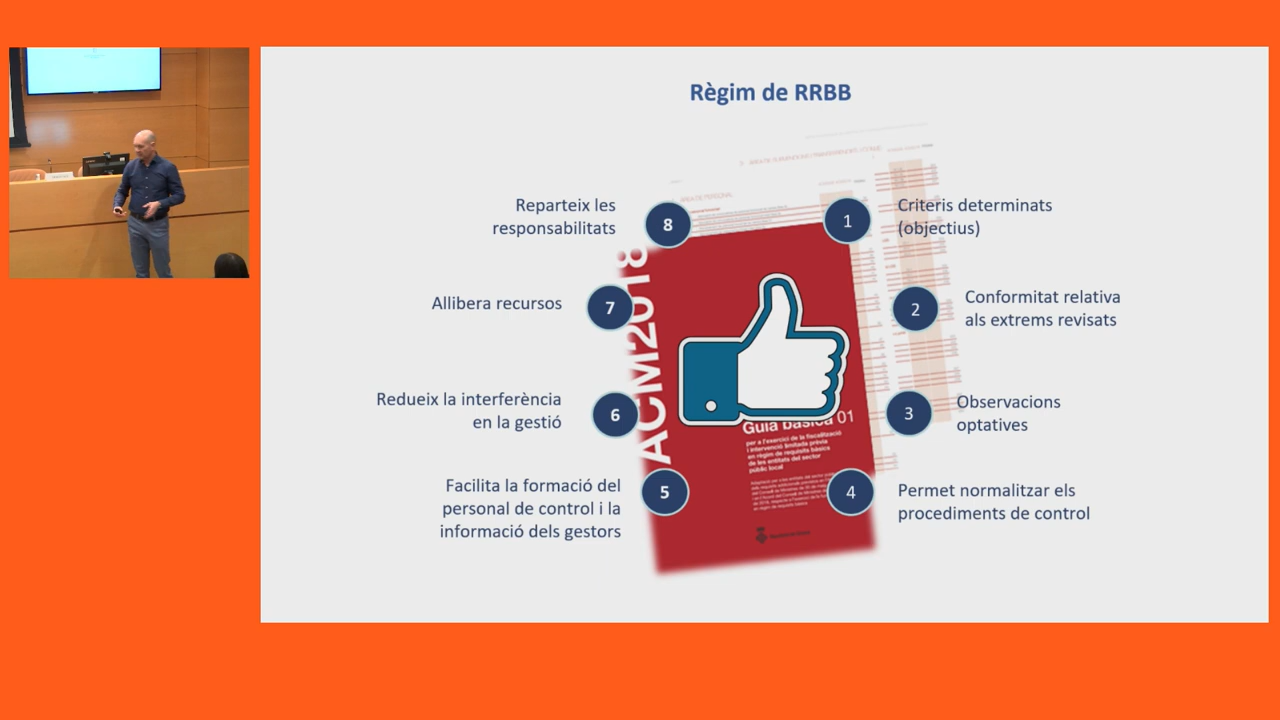 Règim de RRBB
ÀREA DE PERSONAL
Reparteix les
responsabilitats
8
1
Criteris determinats
(objectius)
Allibera recursos
7
2
Conformitat relativa
als extrems revisats
Redueix la interferència
en la gestió
6
3
Observacions
optatives
Facilita la formació del
personal de control i la
informació dels gestors
5
4
Permet normalitzar els
procediments de control
ACM2018
Guia bàsica 01
per a l'exercici de la fiscalització
i intervenció limitada prèvia
en règim de requisits bàsics
de les entitats del sector
públic local